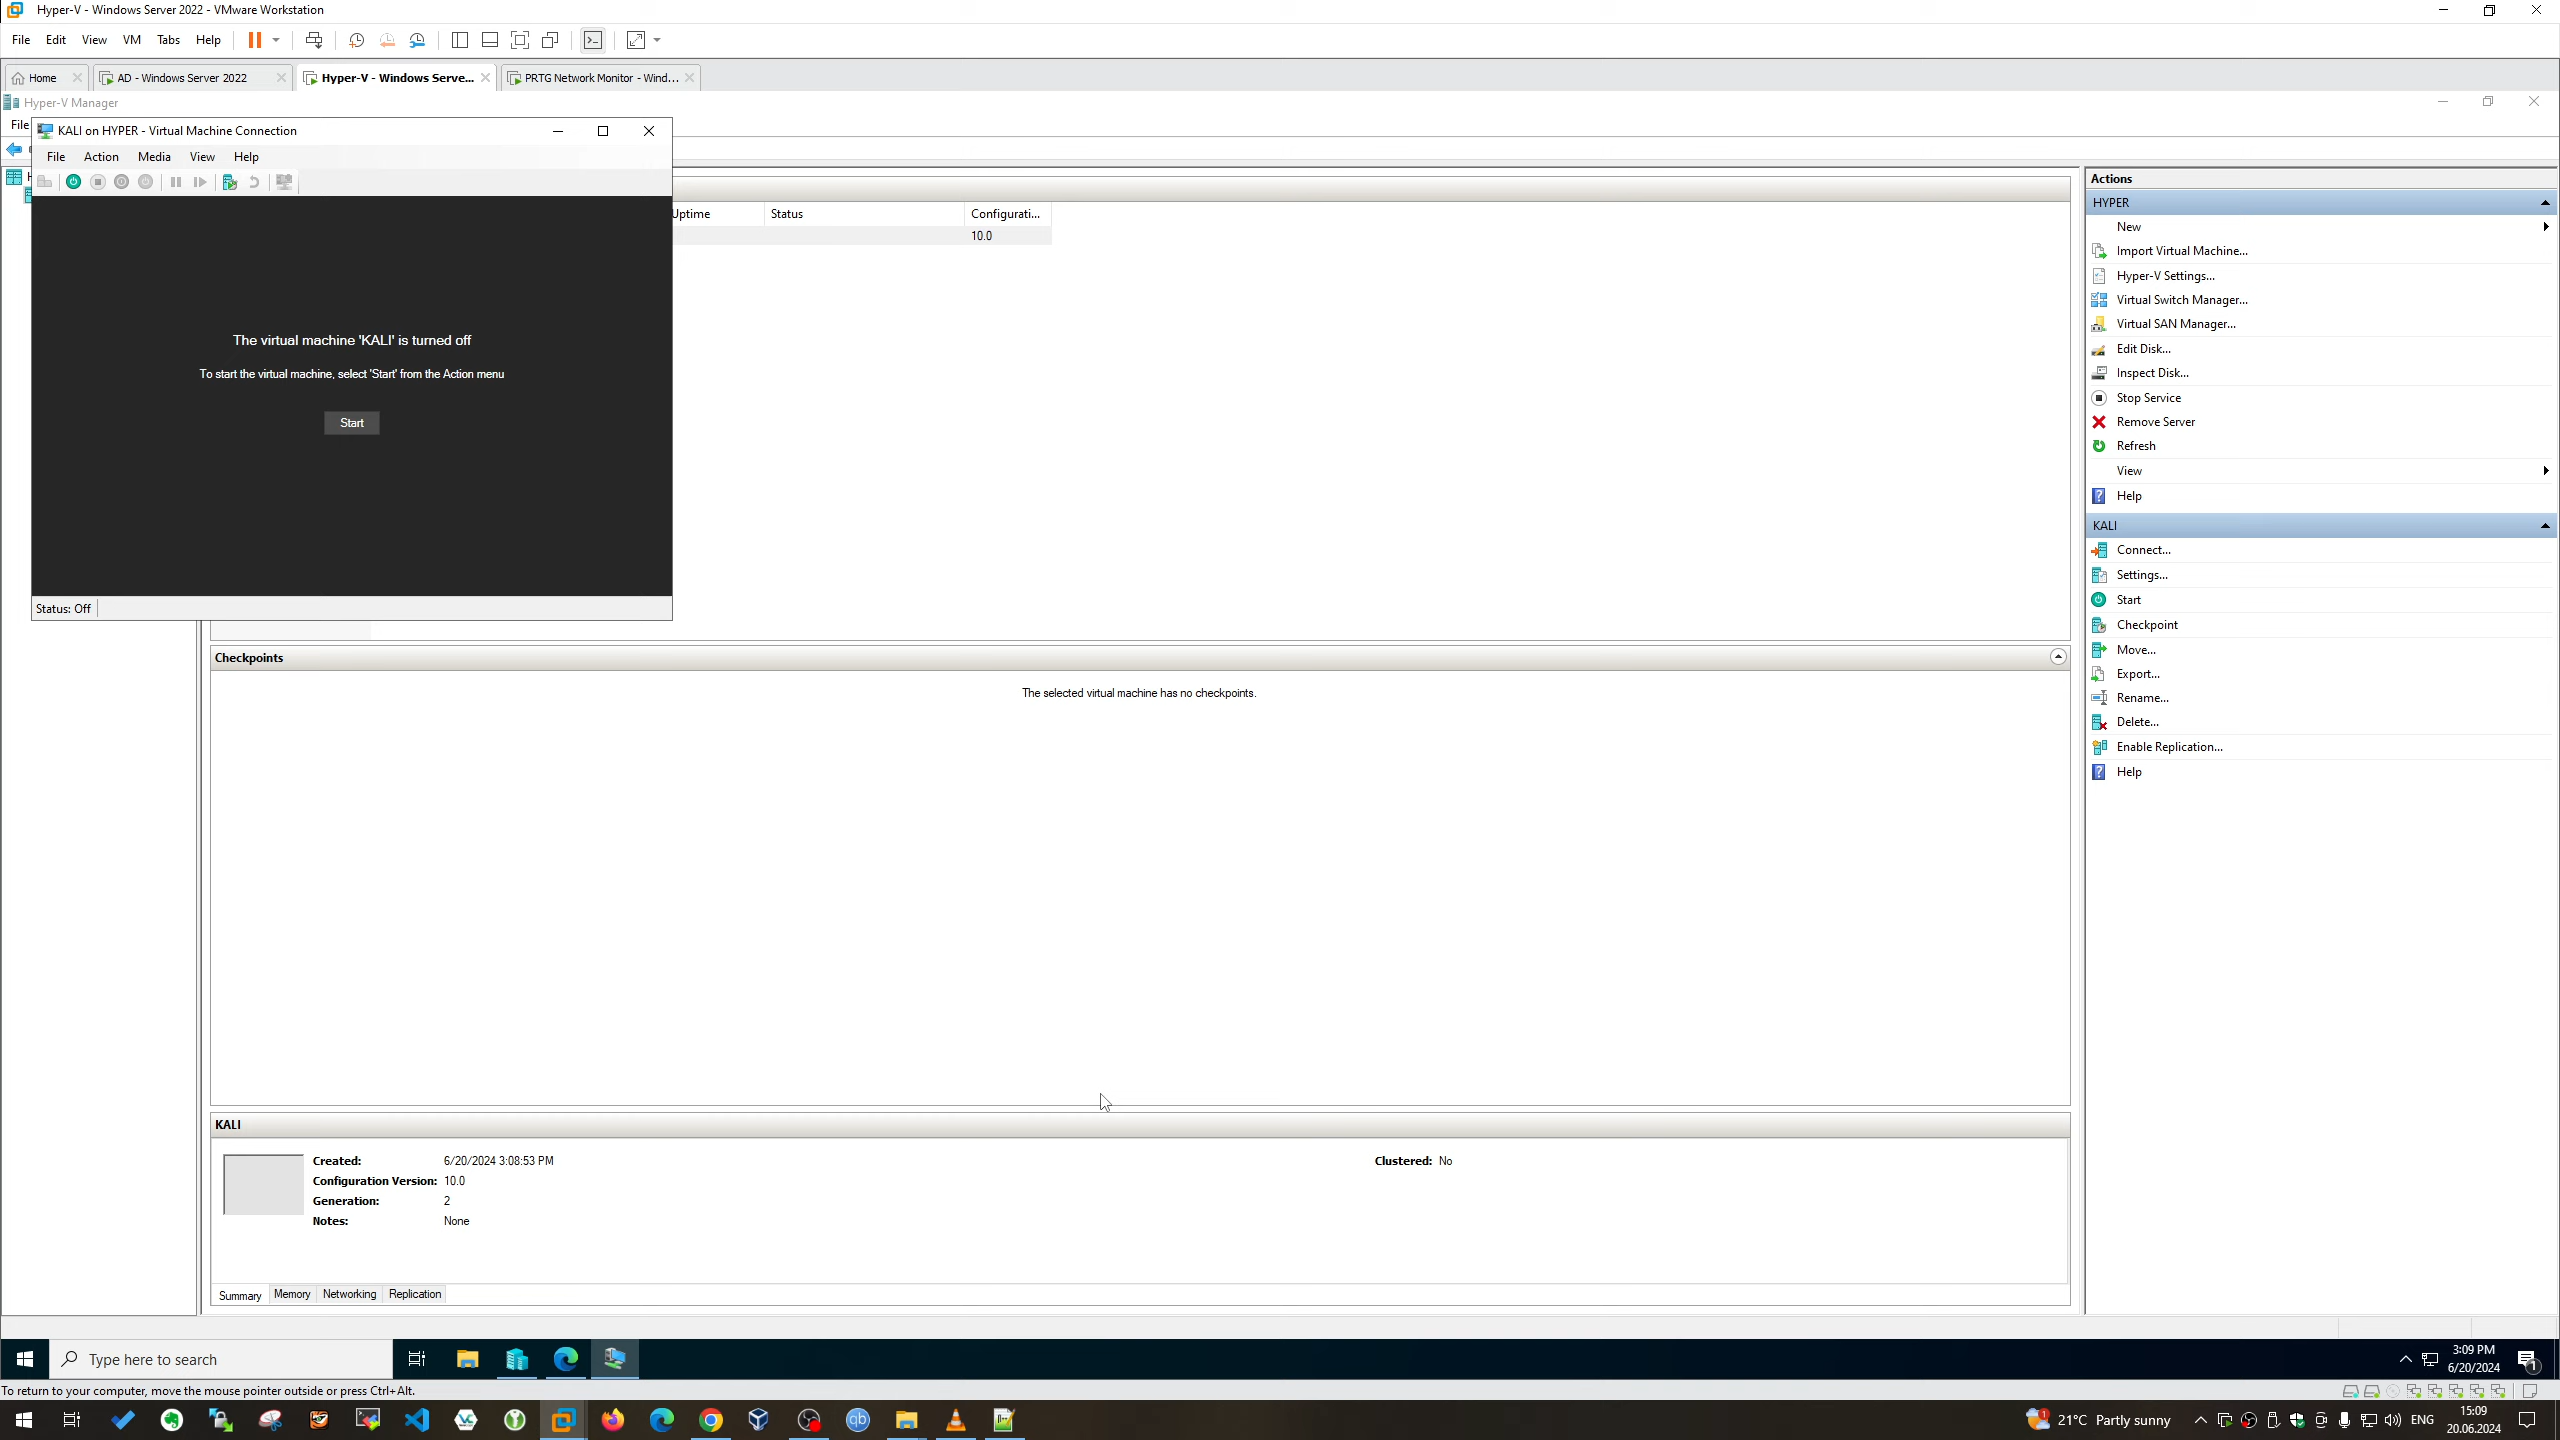 Hyper-V - Windows Server 2022 - VMware Workstation
File Edit View VM Tabs Help
Home AD - Windows Server 2022 Hyper-V - Windows Serve... PRTG Network Monitor - Wind...
Hyper-V Manager
File
KALI on HYPER - Virtual Machine Connection
File Action Media View Help
The virtual machine 'KALI' is turned off
To start the virtual machine, select 'Start' from the Action menu
Start
Status: Off
Uptime Status Configurati...
10.0
Checkpoints
The selected virtual machine has no checkpoints.
KALI
Created: 6/20/2024 3:08:53 PM Clustered: No
Configuration Version: 10.0
Generation: 2
Notes: None
Summary Memory Networking Replication
Actions
HYPER
New
Import Virtual Machine...
Hyper-V Settings...
Virtual Switch Manager...
Virtual SAN Manager...
Edit Disk...
Inspect Disk...
Stop Service
Remove Server
Refresh
View
Help
KALI
Connect...
Settings...
Start
Checkpoint
Move...
Export...
Rename...
Delete...
Enable Replication...
Help
Type here to search
3:09 PM
6/20/2024
1
To return to your computer, move the mouse pointer outside or press Ctrl+Alt.
1 21°C Partly sunny ENG
15:09
20.06.2024